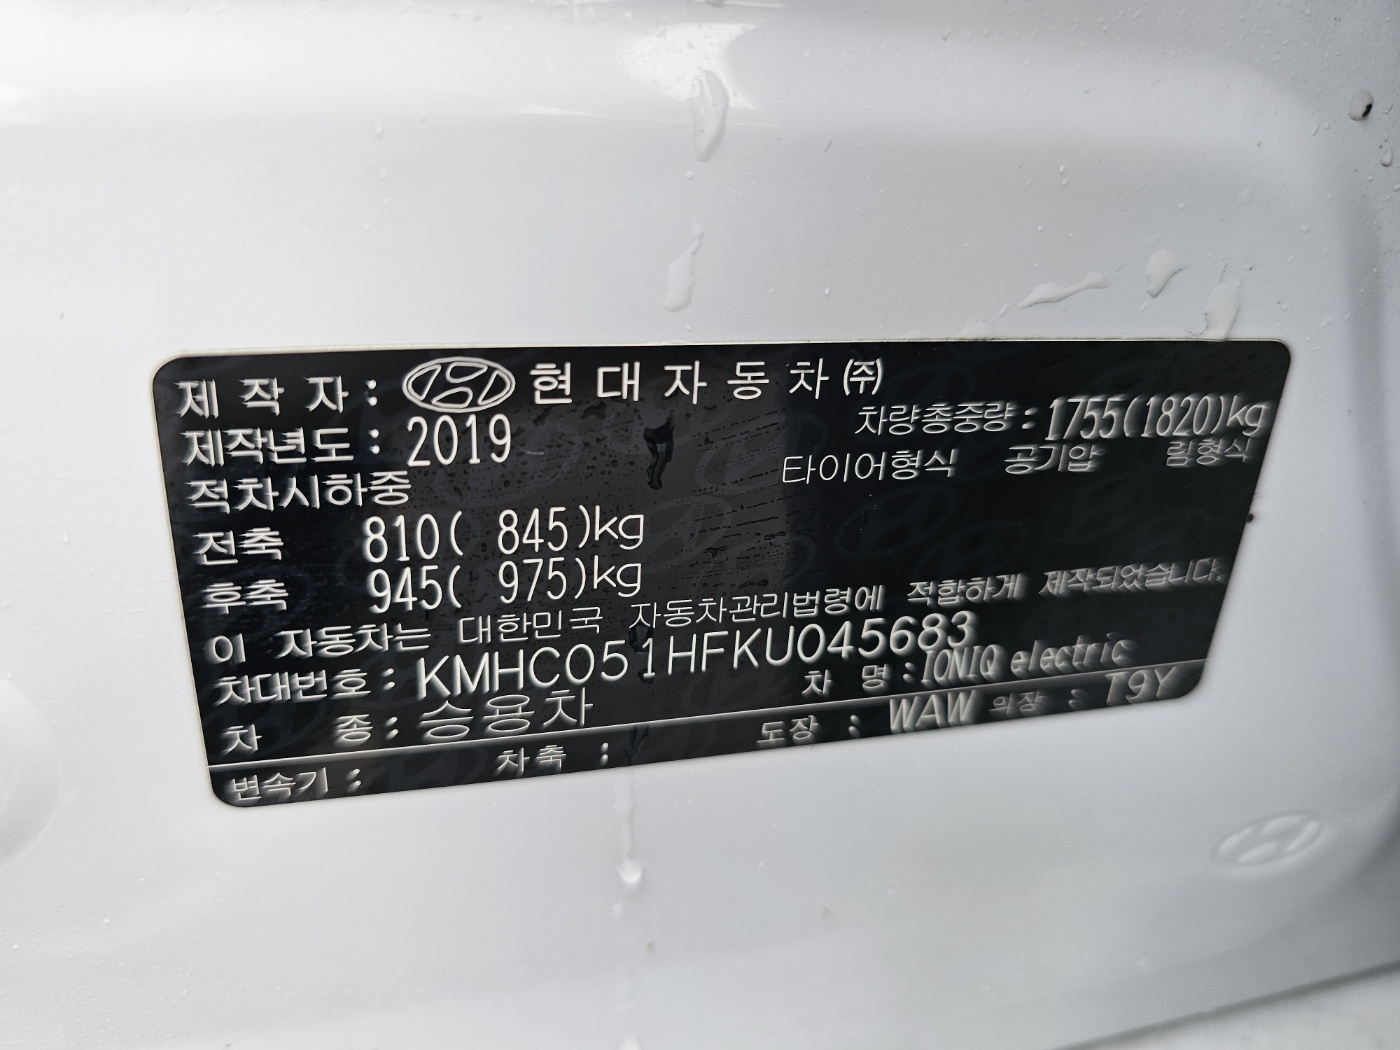 제 작 자 : 현 대 자 동 차 ㈜
제작년도 : 2019 차량총중량 : 1755(1820)kg
적차시하중 타이어형식 공기압 림형식
전축 810( 845)kg
후축 945( 975)kg
이 자동차는 대한민국 자동차관리법령에 적합하게 제작되었습니다.
차대번호 : KMHC051HFKU045683
차 종 : 승용차 차 명 : IONIQ electric
변속기 : 차축 : 도장 : WAW 의장 : T9Y